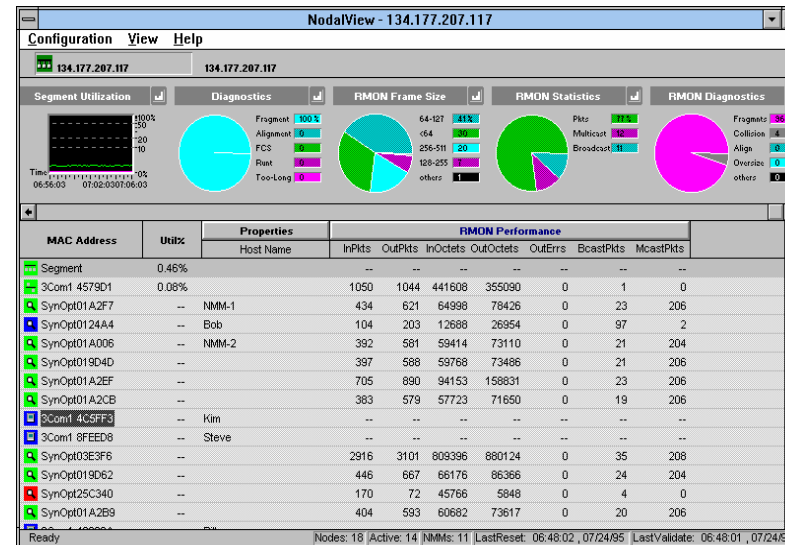 NodalView - 134.177.207.117
Configuration View Help
134.177.207.117 134.177.207.117
Segment Utilization Diagnostics RMON Frame Size RMON Statistics RMON Diagnostics
100%
50
20
10
0%
Time
06:56:03 07:02:03 07:06:03
Fragment 100%
Alignment 0
FCS 0
Runt 0
Too-Long 0
64-127 41%
<64 30
256-511 20
128-255 7
others 1
Pkts 77%
Multicast 12
Broadcast 11
Fragmnts 96
Collision 4
Align 0
Oversize 0
others 0
MAC Address Util% Properties RMON Performance
Host Name InPkts OutPkts InOctets OutOctets OutErrs BcastPkts McastPkts
Segment 0.46% -- -- -- -- -- -- --
3Com1 4579D1 0.08% 1050 1044 441608 355090 0 1 0
SynOpt01A2F7 -- NMM-1 434 621 64998 78426 0 23 206
SynOpt0124A4 -- Bob 104 203 12688 26954 0 97 2
SynOpt01A006 -- NMM-2 392 581 59414 73110 0 21 204
SynOpt019D4D -- 397 588 59768 73486 0 21 206
SynOpt01A2EF -- 705 890 94153 158831 0 23 206
SynOpt01A2CB -- 383 579 57723 71650 0 19 206
3Com1 4C5FF3 -- Kim -- -- -- -- -- -- --
3Com1 8FEED8 -- Steve -- -- -- -- -- -- --
SynOpt03E3F6 -- 2916 3101 809396 880124 0 35 208
SynOpt019D62 -- 446 667 66176 86366 0 24 204
SynOpt25C340 -- 170 72 45766 5848 0 4 0
SynOpt01A2B9 -- 404 593 60682 73617 0 20 206
Ready Nodes: 18 Active: 14 NMMs: 11 LastReset: 06:48:02 , 07/24/95 LastValidate: 06:48:01 , 07/24/9